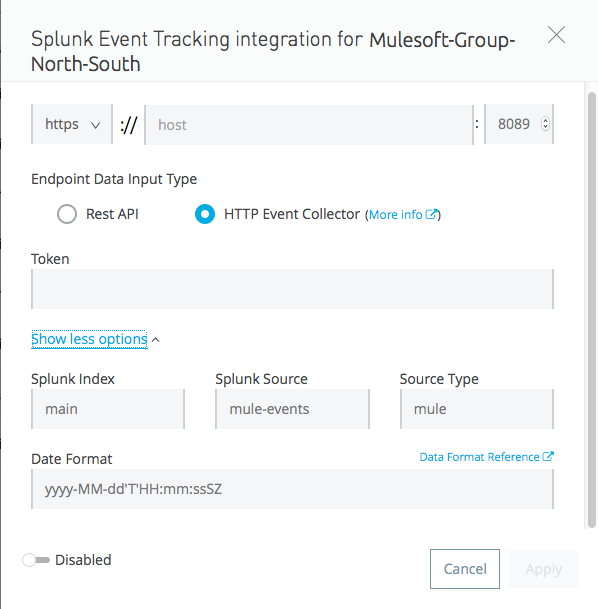 Splunk Event Tracking integration for Mulesoft-Group-
North-South
https :// host : 8089
Endpoint Data Input Type
Rest API HTTP Event Collector (More info)
Token
Show less options
Splunk Index Splunk Source Source Type
main mule-events mule
Date Format Data Format Reference
yyyy-MM-dd'T'HH:mm:ssSZ
Disabled Cancel Apply